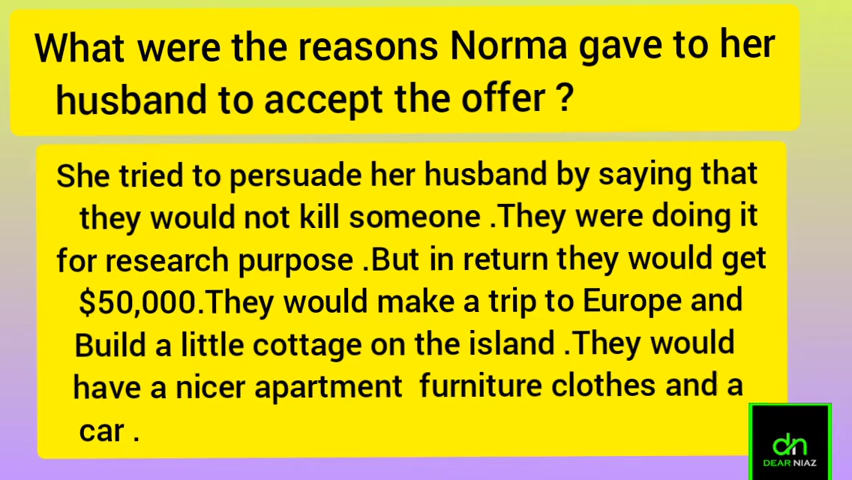 What were the reasons Norma gave to her
husband to accept the offer ?
She tried to persuade her husband by saying that
they would not kill someone .They were doing it
for research purpose .But in return they would get
$50,000.They would make a trip to Europe and
Build a little cottage on the island .They would
have a nicer apartment furniture clothes and a
car .
dn
DEAR NIAZ